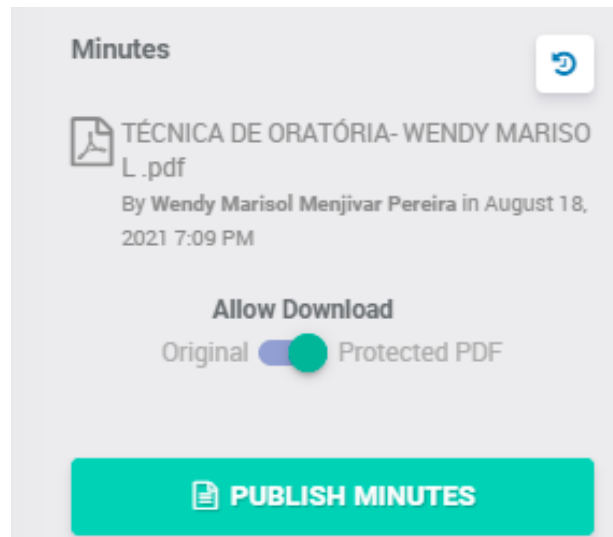 Minutes
TÉCNICA DE ORATÓRIA- WENDY MARISO
L .pdf
By Wendy Marisol Menjivar Pereira in August 18,
2021 7:09 PM
Allow Download
Original Protected PDF
PUBLISH MINUTES